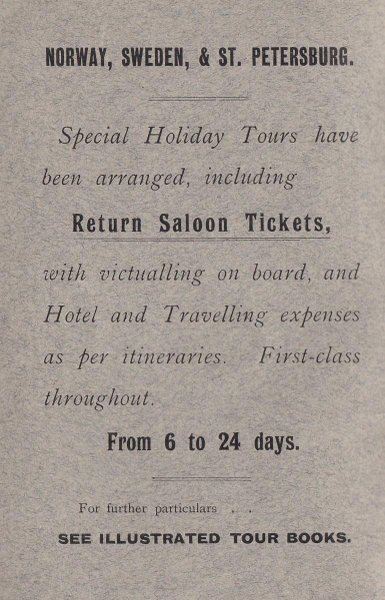 NORWAY, SWEDEN, & ST. PETERSBURG.
Special Holiday Tours have
been arranged, including
Return Saloon Tickets,
with victualling on board, and
Hotel and Travelling expenses
as per itineraries. First-class
throughout.
From 6 to 24 days.
For further particulars . .
SEE ILLUSTRATED TOUR BOOKS.